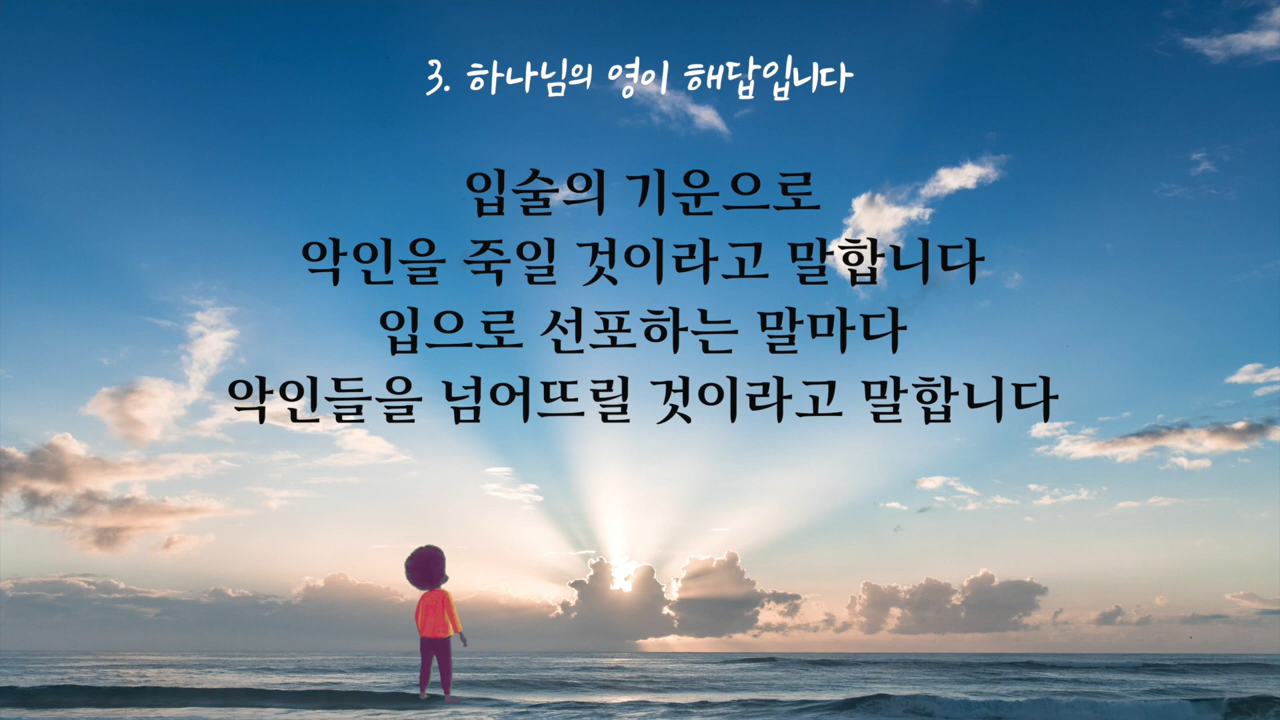 3. 하나님의 영이 해답입니다
입술의 기운으로
악인을 죽일 것이라고 말합니다
입으로 선포하는 말마다
악인들을 넘어뜨릴 것이라고 말합니다